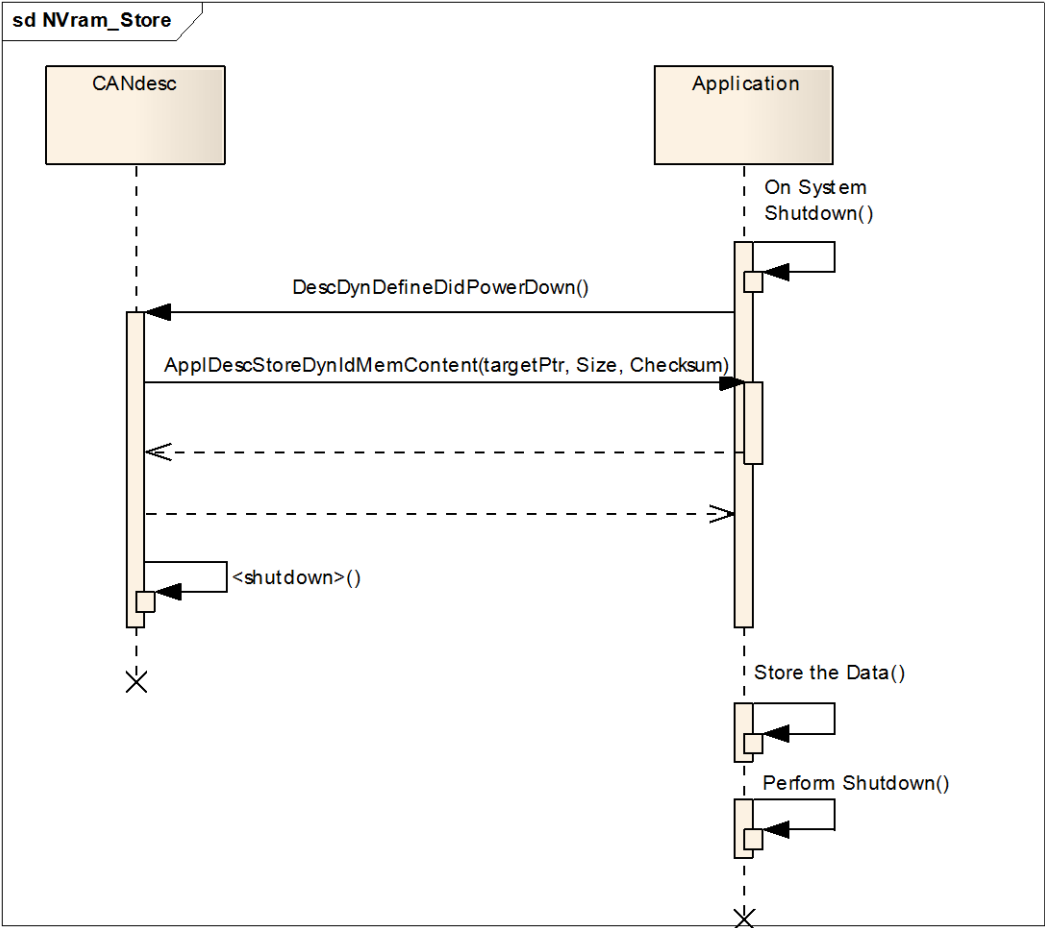 sd NVram_Store
CANdesc
Application
On System
Shutdown()
DescDynDefineDidPowerDown()
ApplDescStoreDynIdMemContent(targetPtr, Size, Checksum)
<shutdown>()
Store the Data()
Perform Shutdown()